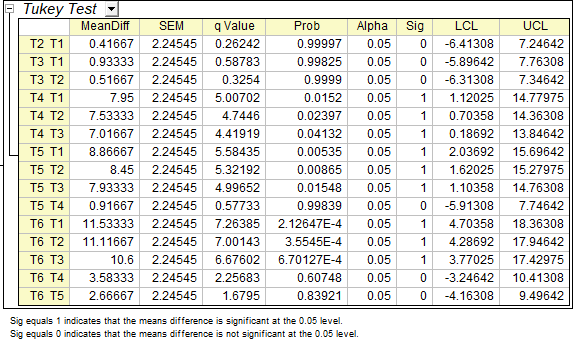 Tukey Test
MeanDiff SEM q Value Prob Alpha Sig LCL UCL
T2 T1 0.41667 2.24545 0.26242 0.99997 0.05 0 -6.41308 7.24642
T3 T1 0.93333 2.24545 0.58783 0.99825 0.05 0 -5.89642 7.76308
T3 T2 0.51667 2.24545 0.3254 0.9999 0.05 0 -6.31308 7.34642
T4 T1 7.95 2.24545 5.00702 0.0152 0.05 1 1.12025 14.77975
T4 T2 7.53333 2.24545 4.7446 0.02397 0.05 1 0.70358 14.36308
T4 T3 7.01667 2.24545 4.41919 0.04132 0.05 1 0.18692 13.84642
T5 T1 8.86667 2.24545 5.58435 0.00535 0.05 1 2.03692 15.69642
T5 T2 8.45 2.24545 5.32192 0.00865 0.05 1 1.62025 15.27975
T5 T3 7.93333 2.24545 4.99652 0.01548 0.05 1 1.10358 14.76308
T5 T4 0.91667 2.24545 0.57733 0.99839 0.05 0 -5.91308 7.74642
T6 T1 11.53333 2.24545 7.26385 2.12647E-4 0.05 1 4.70358 18.36308
T6 T2 11.11667 2.24545 7.00143 3.5545E-4 0.05 1 4.28692 17.94642
T6 T3 10.6 2.24545 6.67602 6.70127E-4 0.05 1 3.77025 17.42975
T6 T4 3.58333 2.24545 2.25683 0.60748 0.05 0 -3.24642 10.41308
T6 T5 2.66667 2.24545 1.6795 0.83921 0.05 0 -4.16308 9.49642
Sig equals 1 indicates that the means difference is significant at the 0.05 level.
Sig equals 0 indicates that the means difference is not significant at the 0.05 level.